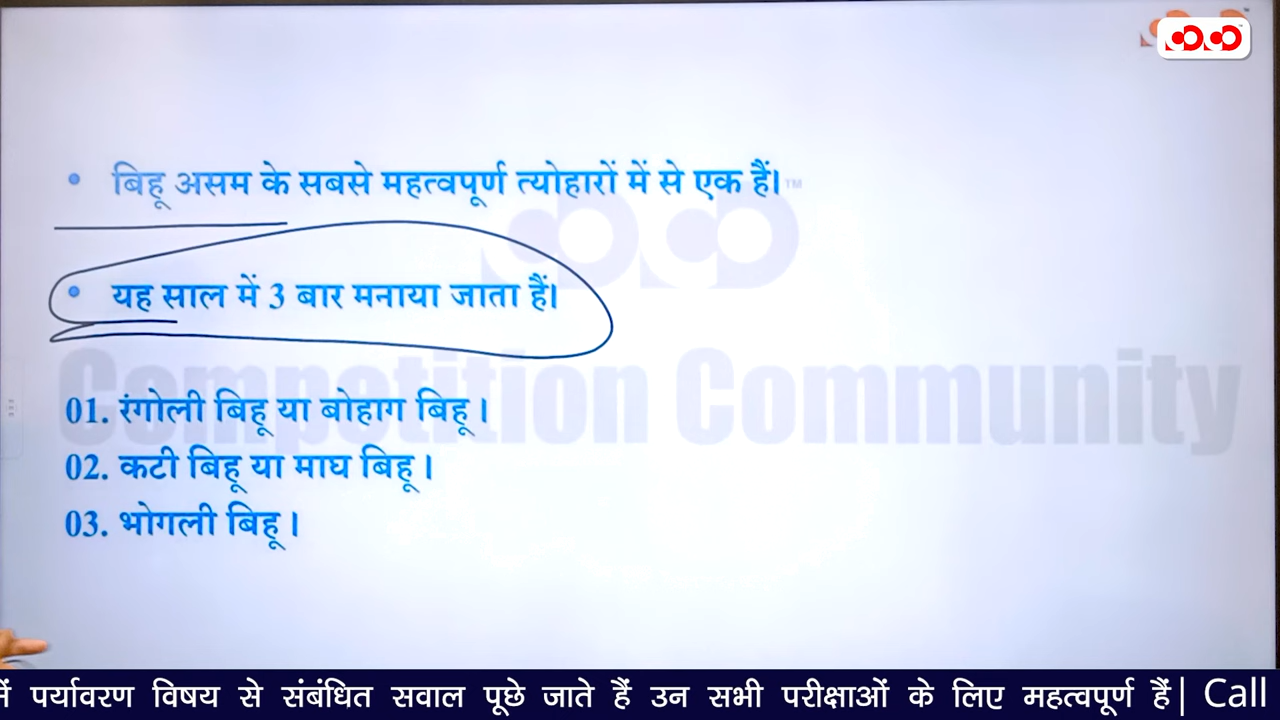 बिहू असम के सबसे महत्वपूर्ण त्योहारों में से एक हैं।
यह साल में 3 बार मनाया जाता हैं।
01. रंगोली बिहू या बोहाग बिहू।
02. कटी बिहू या माघ बिहू।
03. भोगली बिहू।
Competition Community
में पर्यावरण विषय से संबंधित सवाल पूछे जाते हैं उन सभी परीक्षाओं के लिए महत्वपूर्ण हैं| Call